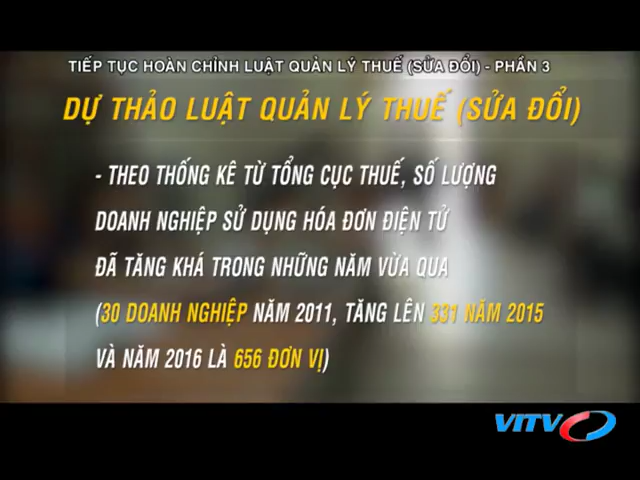 TIẾP TỤC HOÀN CHỈNH LUẬT QUẢN LÝ THUẾ (SỬA ĐỔI) - PHẦN 3
DỰ THẢO LUẬT QUẢN LÝ THUẾ (SỬA ĐỔI)
- THEO THỐNG KÊ TỪ TỔNG CỤC THUẾ, SỐ LƯỢNG
DOANH NGHIỆP SỬ DỤNG HÓA ĐƠN ĐIỆN TỬ
ĐÃ TĂNG KHÁ TRONG NHỮNG NĂM VỪA QUA
(30 DOANH NGHIỆP NĂM 2011, TĂNG LÊN 331 NĂM 2015
VÀ NĂM 2016 LÀ 656 ĐƠN VỊ)
VITV